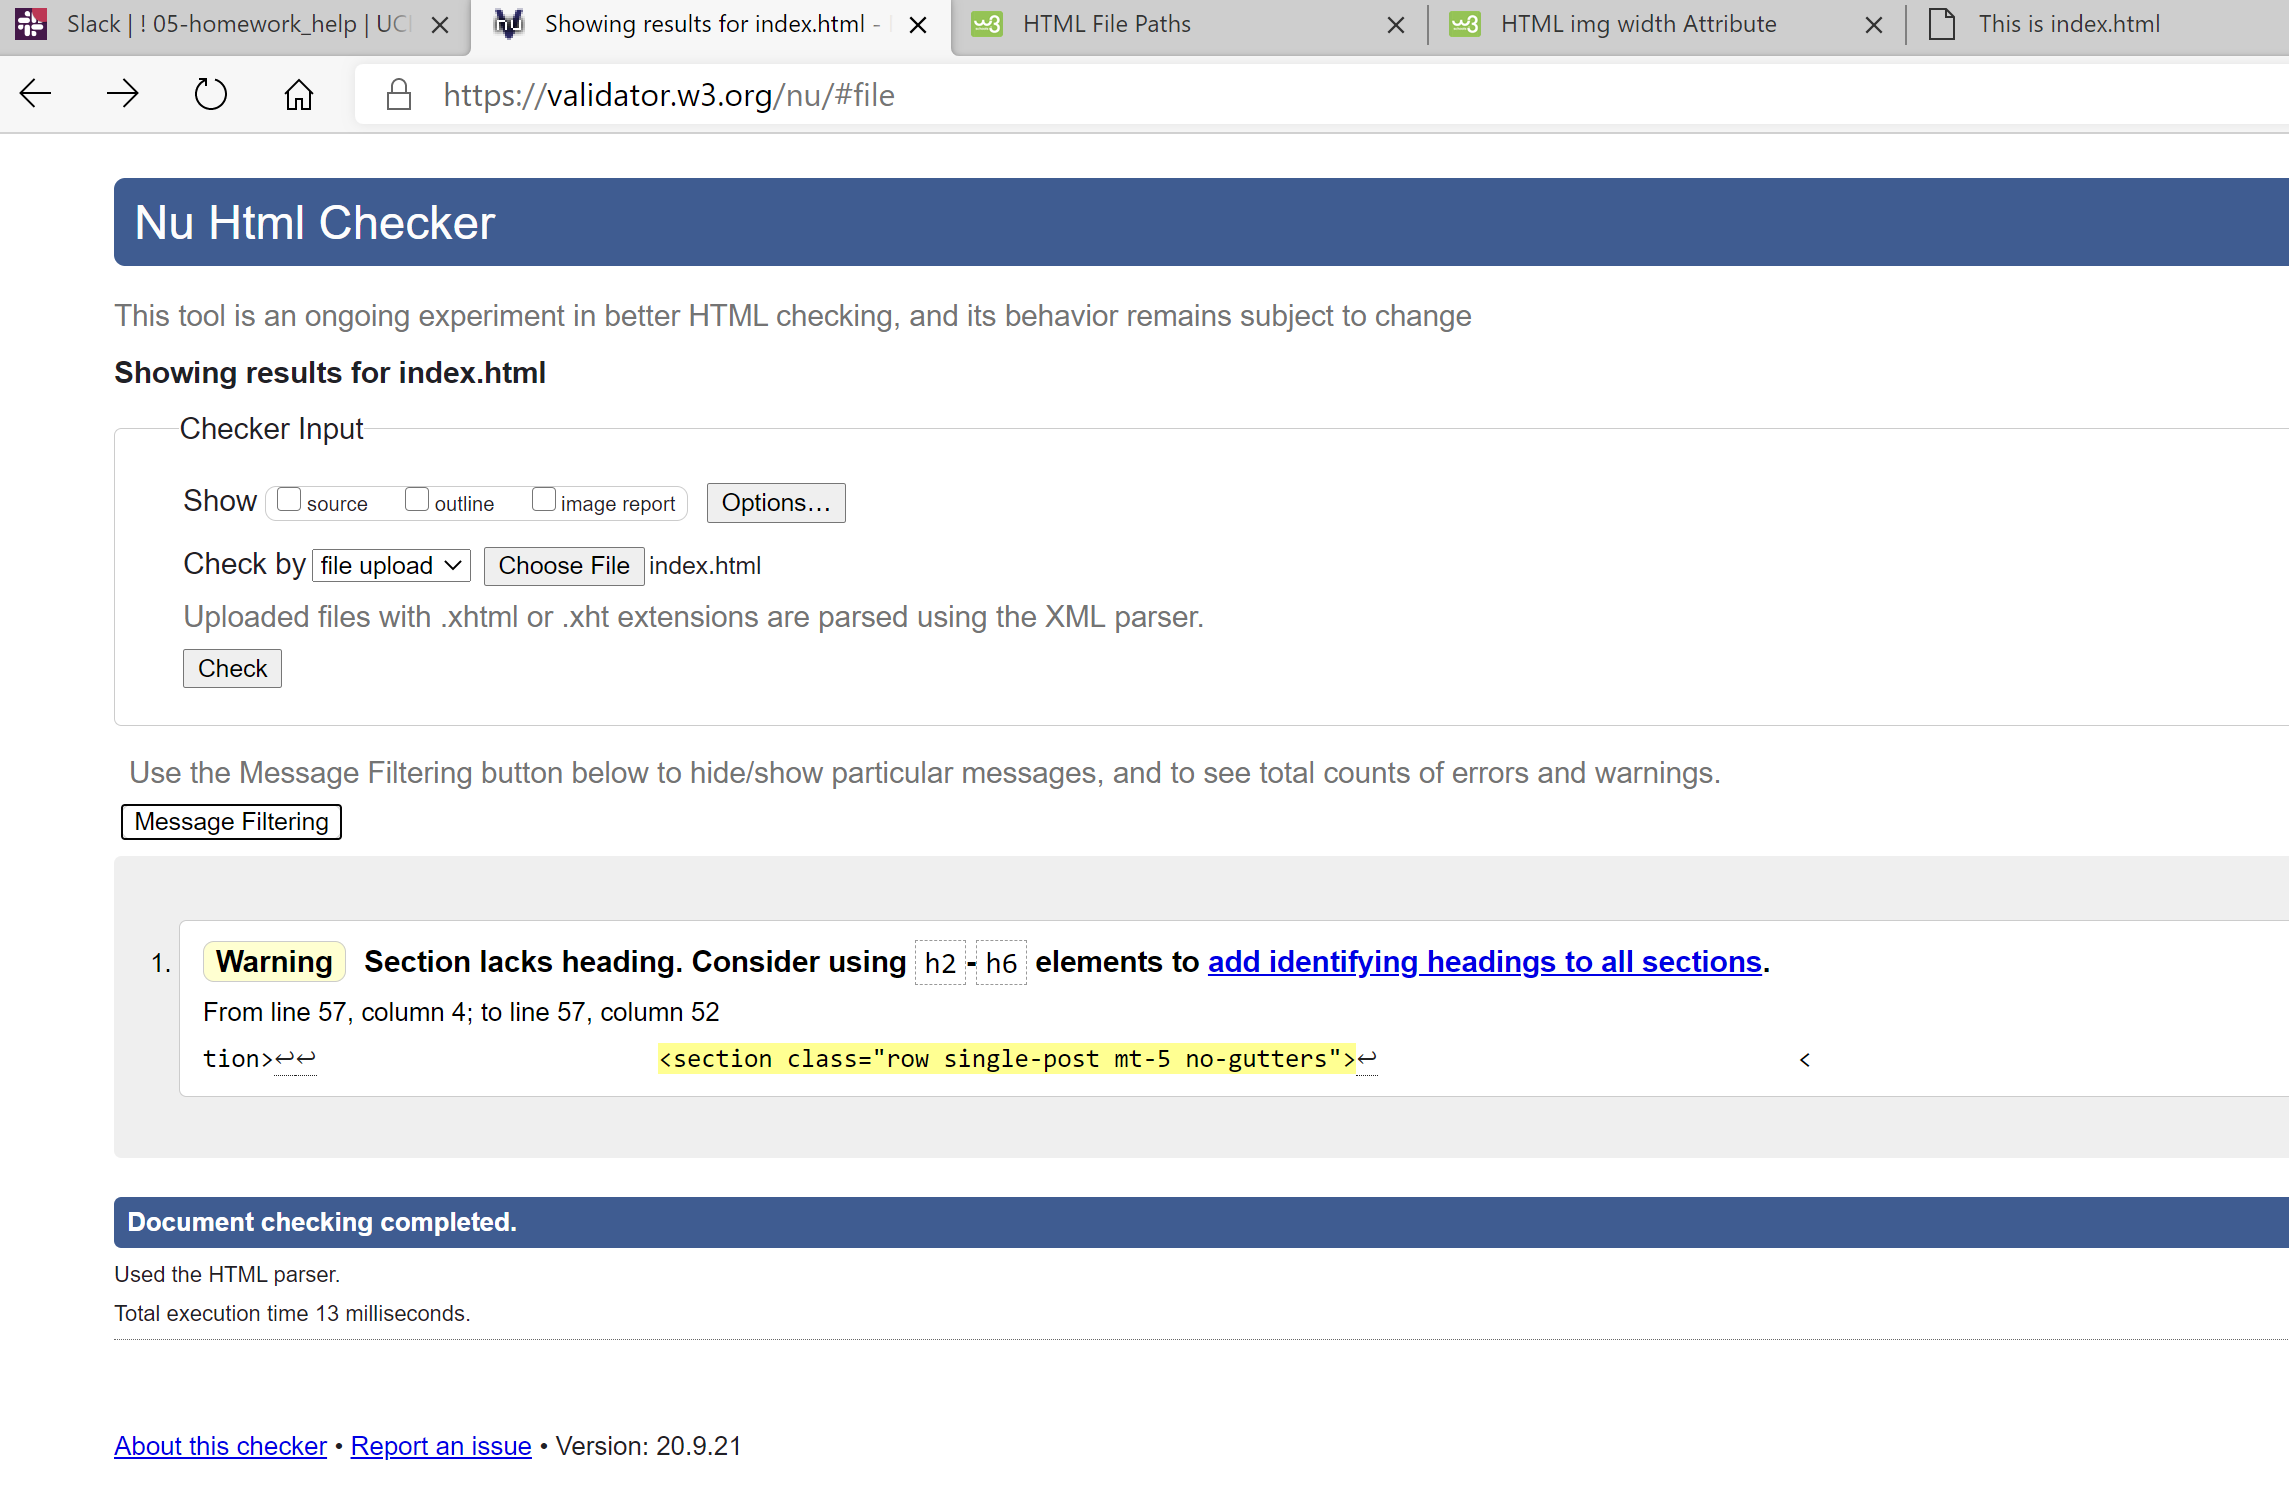 Slack | ! 05-homework_help | UC
Showing results for index.html -
HTML File Paths
HTML img width Attribute
This is index.html
https://validator.w3.org/nu/#file
Nu Html Checker
This tool is an ongoing experiment in better HTML checking, and its behavior remains subject to change
Showing results for index.html
Checker Input
Show source outline image report Options...
Check by file upload Choose File index.html
Uploaded files with .xhtml or .xht extensions are parsed using the XML parser.
Check
Use the Message Filtering button below to hide/show particular messages, and to see total counts of errors and warnings.
Message Filtering
1. Warning Section lacks heading. Consider using h2-h6 elements to add identifying headings to all sections.
From line 57, column 4; to line 57, column 52
tion>↩↩ <section class="row single-post mt-5 no-gutters">↩ <
Document checking completed.
Used the HTML parser.
Total execution time 13 milliseconds.
About this checker • Report an issue • Version: 20.9.21